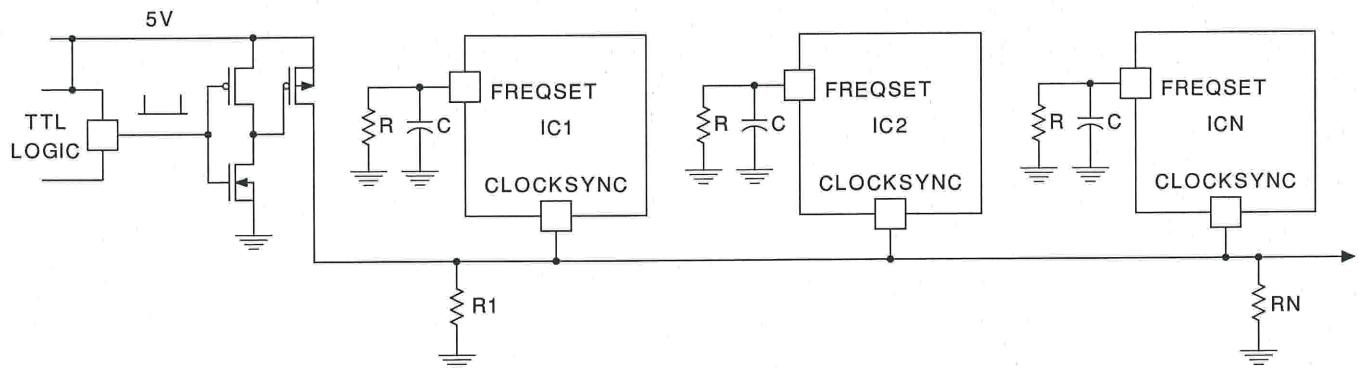 5V
TTL
LOGIC
R
C
FREQSET
IC1
CLOCKSYNC
R
C
FREQSET
IC2
CLOCKSYNC
R
C
FREQSET
ICN
CLOCKSYNC
R1
RN